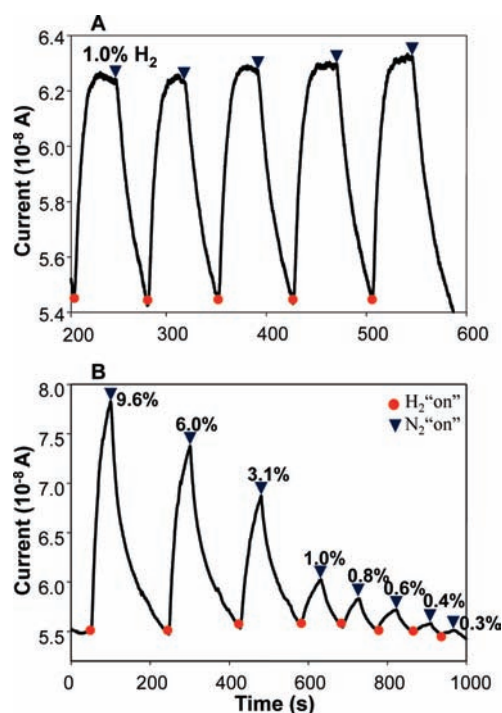 A
6.4
1.0% H₂
6.2
6.0
5.8
5.6
5.4
Current (10⁻⁸ A)
200 300 400 500 600
B
8.0
9.6%
H₂“on”
N₂“on”
6.0%
7.5
3.1%
7.0
6.5
1.0%
0.8%
0.6%
0.4%
0.3%
6.0
5.5
Current (10⁻⁸ A)
0 200 400 600 800 1000
Time (s)